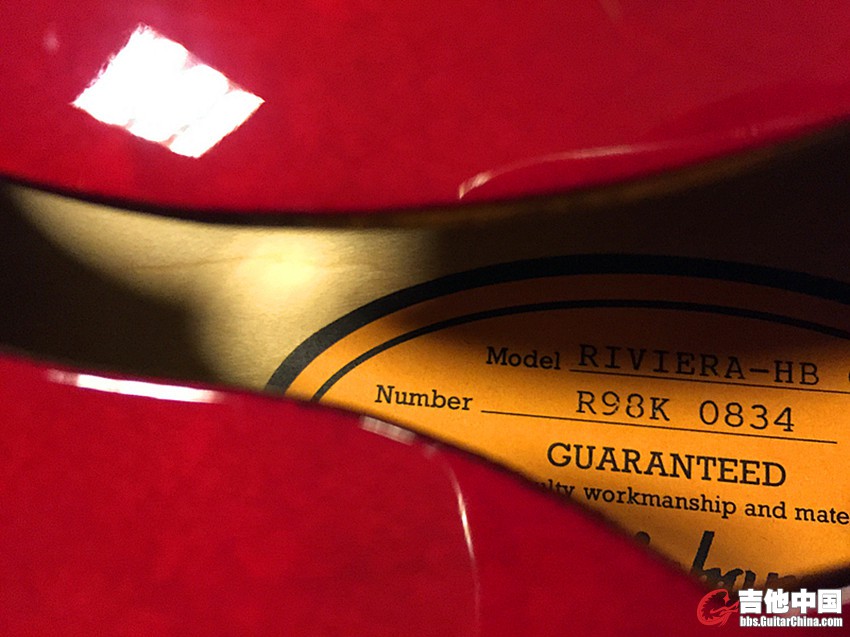 Model RIVIERA-HB
Number R98K 0834
GUARANTEED
workmanship and
吉他中国
bbs.GuitarChina.com